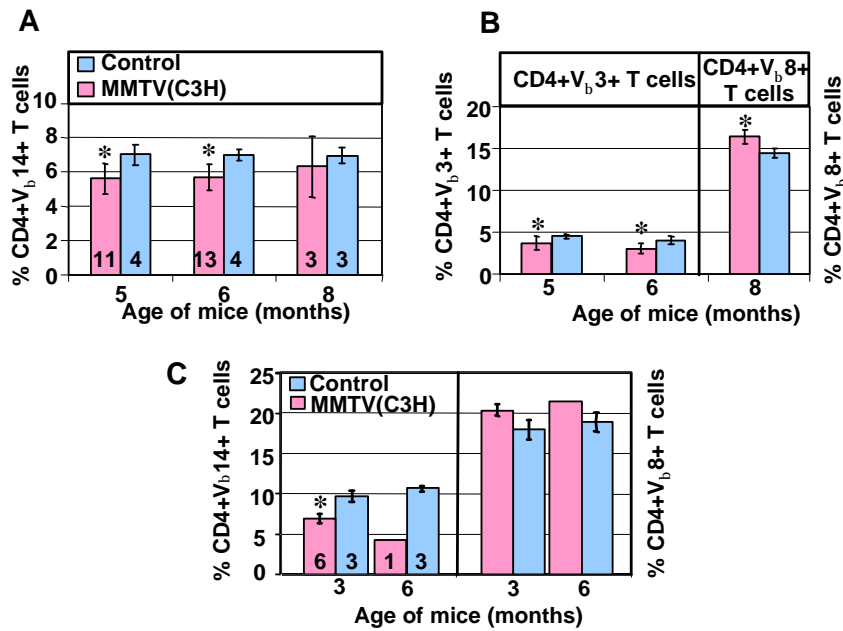 A
Control
MMTV(C3H)
% CD4+Vb14+ T cells
10
8
6
4
2
0
* *
11 4 13 4 3 3
5 6 8
Age of mice (months)
B
CD4+Vb3+ T cells
CD4+Vb8+
T cells
% CD4+Vb3+ T cells
20
15
10
5
0
* * *
5 6 8
Age of mice (months)
% CD4+Vb8+ T cells
C
Control
MMTV(C3H)
% CD4+Vb14+ T cells
25
20
15
10
5
0
*
6 3 1 3
3 6 3 6
Age of mice (months)
% CD4+Vb8+ T cells